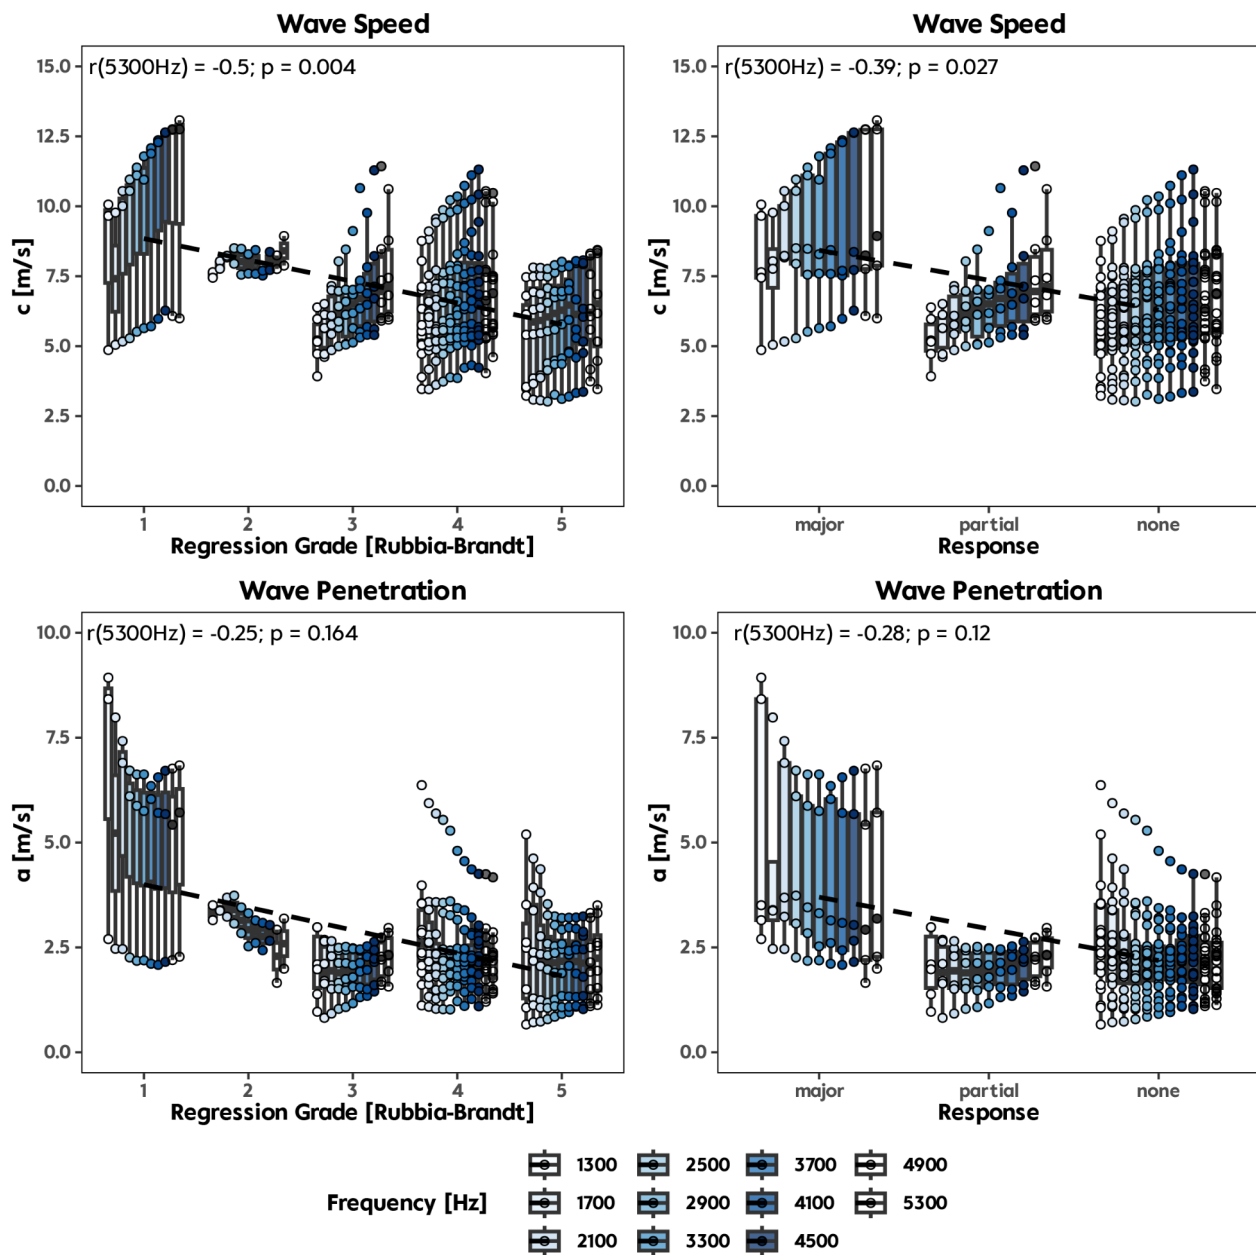 Wave Speed
r(5300Hz) = -0.5; p = 0.004
15.0
12.5
10.0
7.5
5.0
2.5
0.0
c [m/s]
1 2 3 4 5
Regression Grade [Rubbia-Brandt]
Wave Speed
r(5300Hz) = -0.39; p = 0.027
15.0
12.5
10.0
7.5
5.0
2.5
0.0
c [m/s]
major partial none
Response
Wave Penetration
r(5300Hz) = -0.25; p = 0.164
10.0
7.5
5.0
2.5
0.0
a [m/s]
1 2 3 4 5
Regression Grade [Rubbia-Brandt]
Wave Penetration
r(5300Hz) = -0.28; p = 0.12
10.0
7.5
5.0
2.5
0.0
a [m/s]
major partial none
Response
Frequency [Hz]
1300 2500 3700 4900
1700 2900 4100 5300
2100 3300 4500